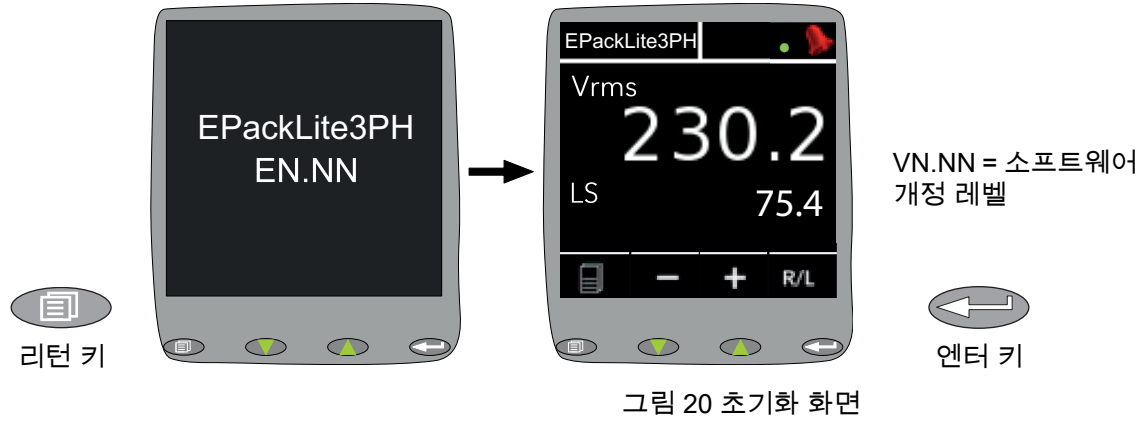 EPackLite3PH
EN.NN
EPackLite3PH
Vrms
230.2
LS
75.4
R/L
VN.NN = 소프트웨어
개정 레벨
리턴 키
엔터 키
그림 20 초기화 화면